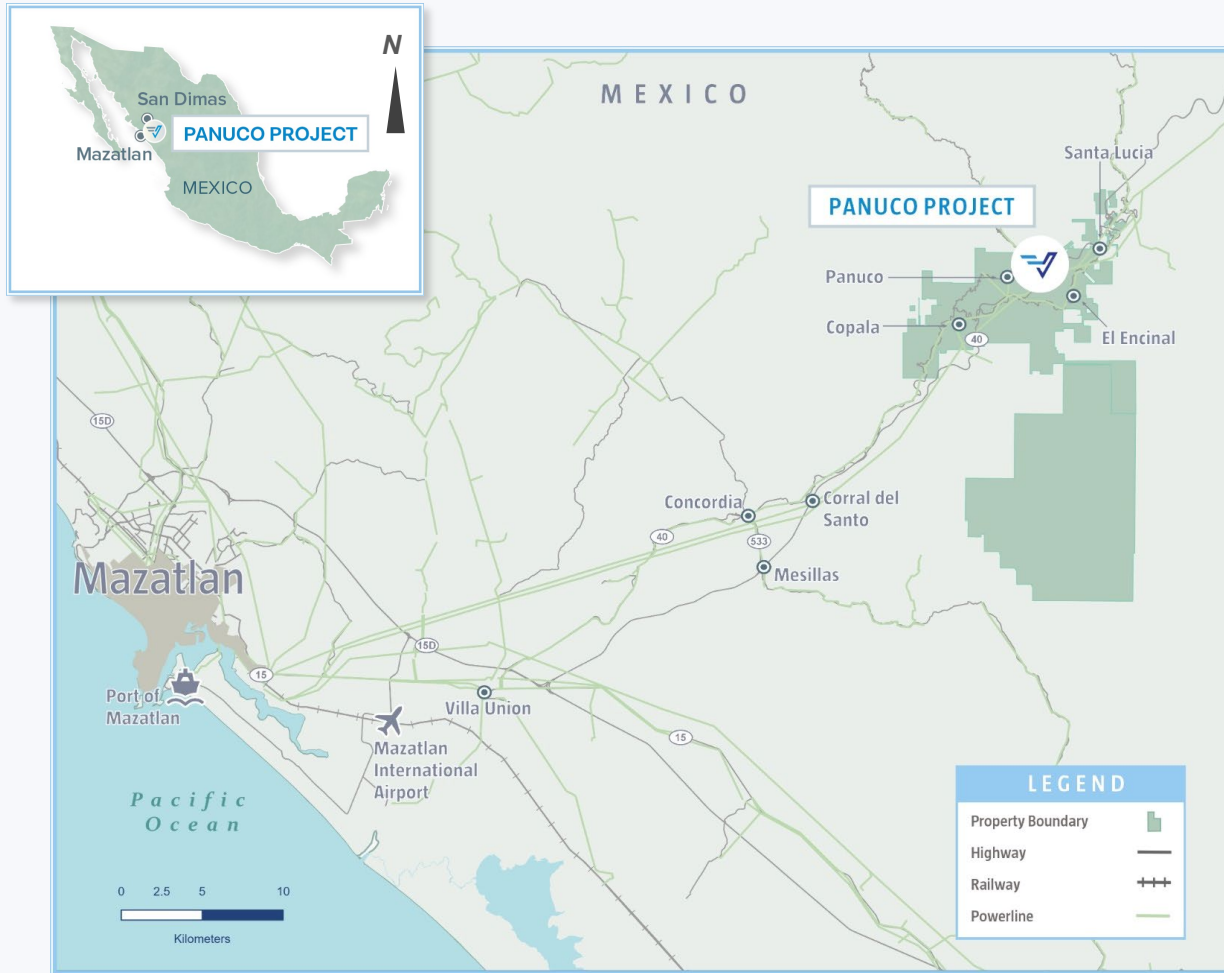 N
San Dimas
PANUCO PROJECT
Mazatlan
MEXICO
MEXICO
Santa Lucia
PANUCO PROJECT
Panuco
Copala
40
El Encinal
15D
Concordia
Corral del
Santo
40
533
Mesillas
Mazatlan
15D
15
Port of
Mazatlan
Villa Union
Mazatlan
International
Airport
15
Pacific
Ocean
0 2.5 5 10
Kilometers
LEGEND
Property Boundary
Highway
Railway
Powerline